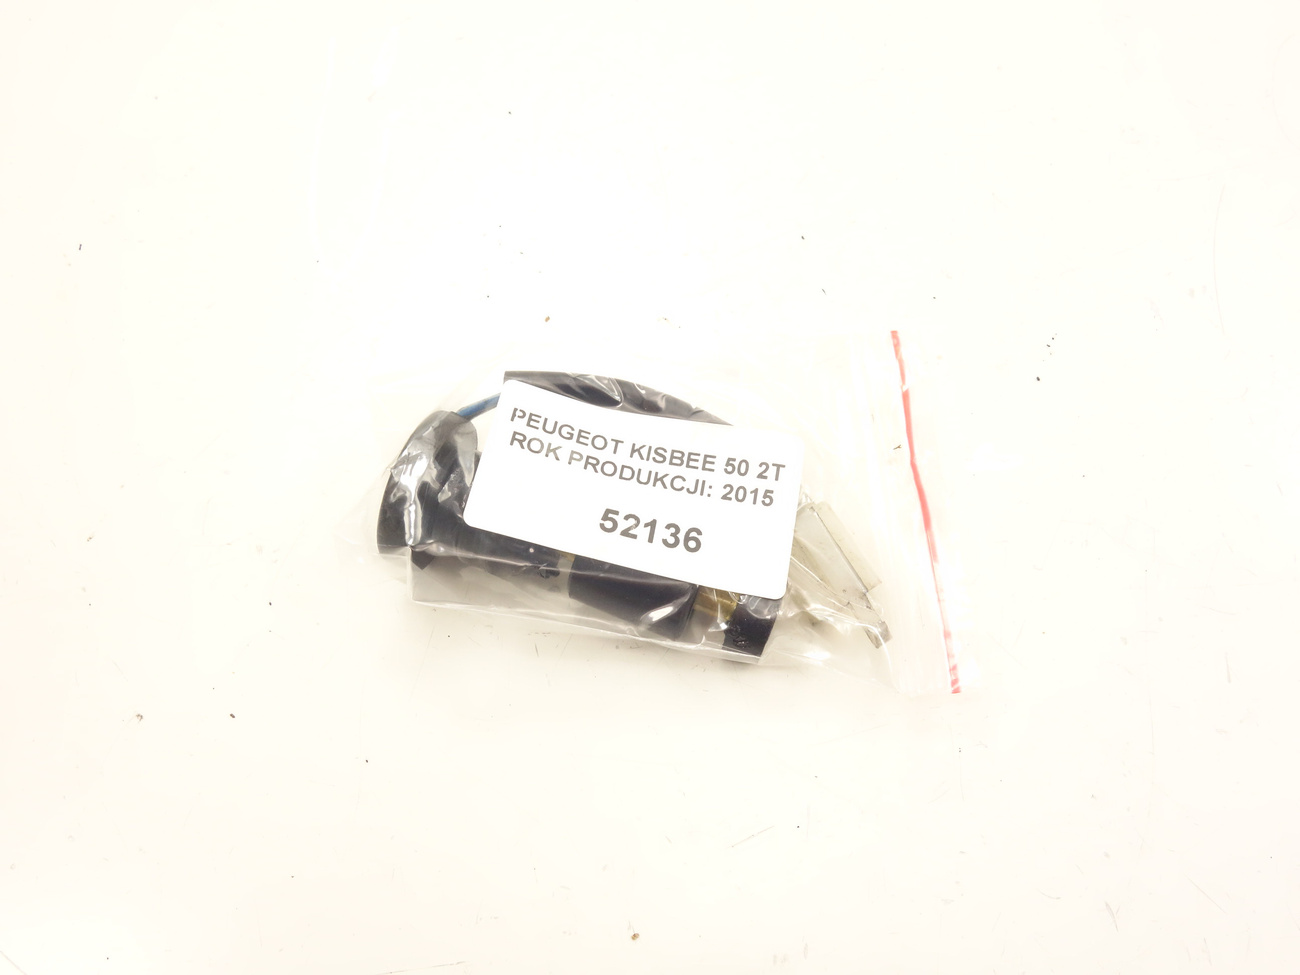 PEUGEOT KISBEE 50 2T
ROK PRODUKCJI: 2015
52136